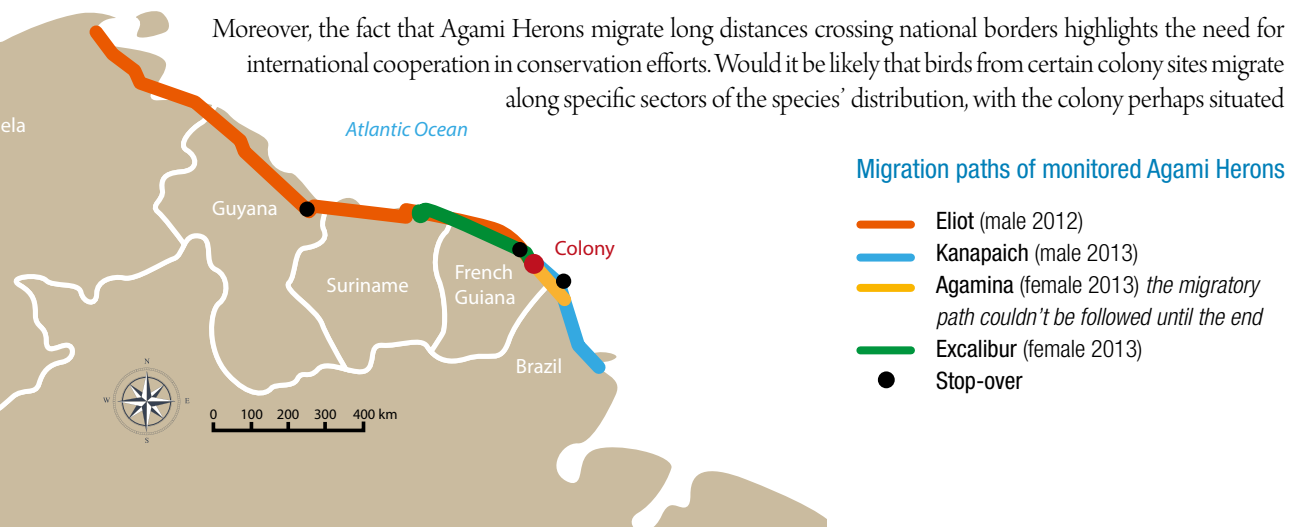 Moreover, the fact that Agami Herons migrate long distances crossing national borders highlights the need for
international cooperation in conservation efforts. Would it be likely that birds from certain colony sites migrate
along specific sectors of the species’ distribution, with the colony perhaps situated
ela
Atlantic Ocean
Guyana
Suriname
French
Guiana
Colony
Brazil
N
W
E
S
0 100 200 300 400 km
Migration paths of monitored Agami Herons
Eliot (male 2012)
Kanapaich (male 2013)
Agamina (female 2013) the migratory
path couldn't be followed until the end
Excalibur (female 2013)
Stop-over